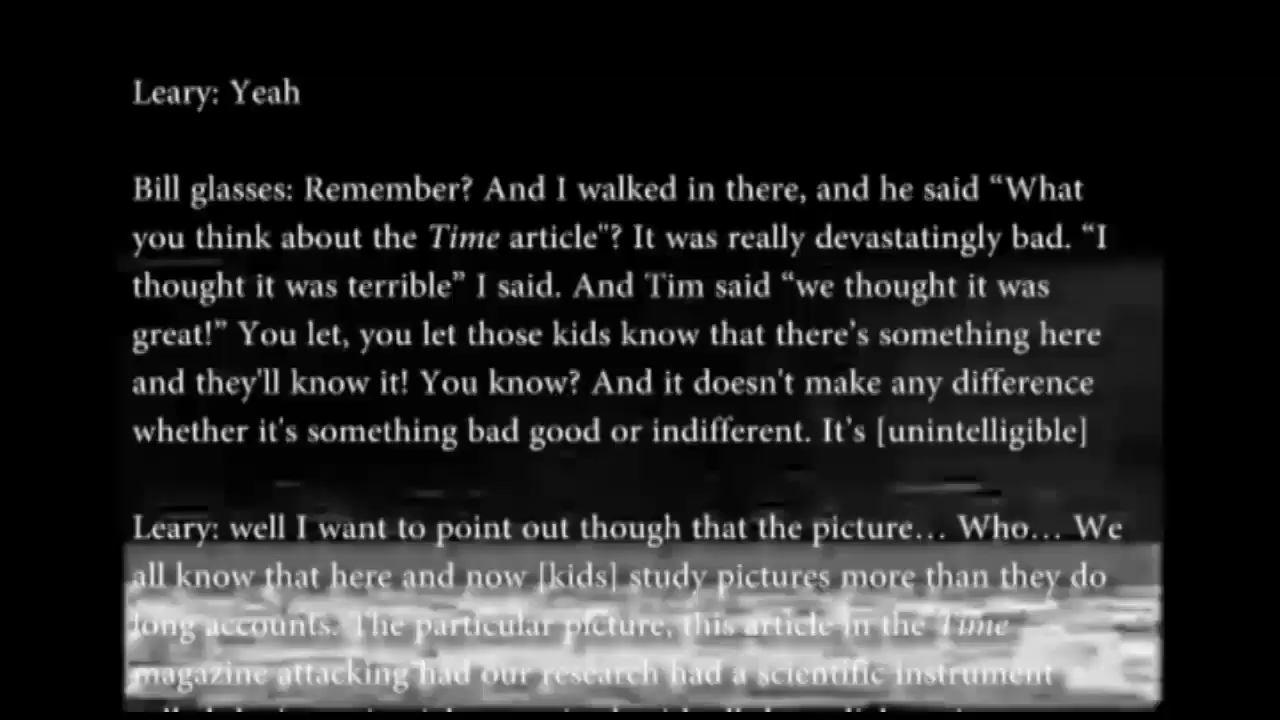 Leary: Yeah
Bill glasses: Remember? And I walked in there, and he said “What
you think about the Time article"? It was really devastatingly bad. “I
thought it was terrible” I said. And Tim said “we thought it was
great!” You let, you let those kids know that there’s something here
and they'll know it! You know? And it doesn't make any difference
whether it's something bad good or indifferent. It’s [unintelligible]
Leary: well I want to point out though that the picture… Who… We
all know that here and now [kids] study pictures more than they do
long accounts. The particular picture, this article in the Time
magazine attacking had our research had a scientific instrument